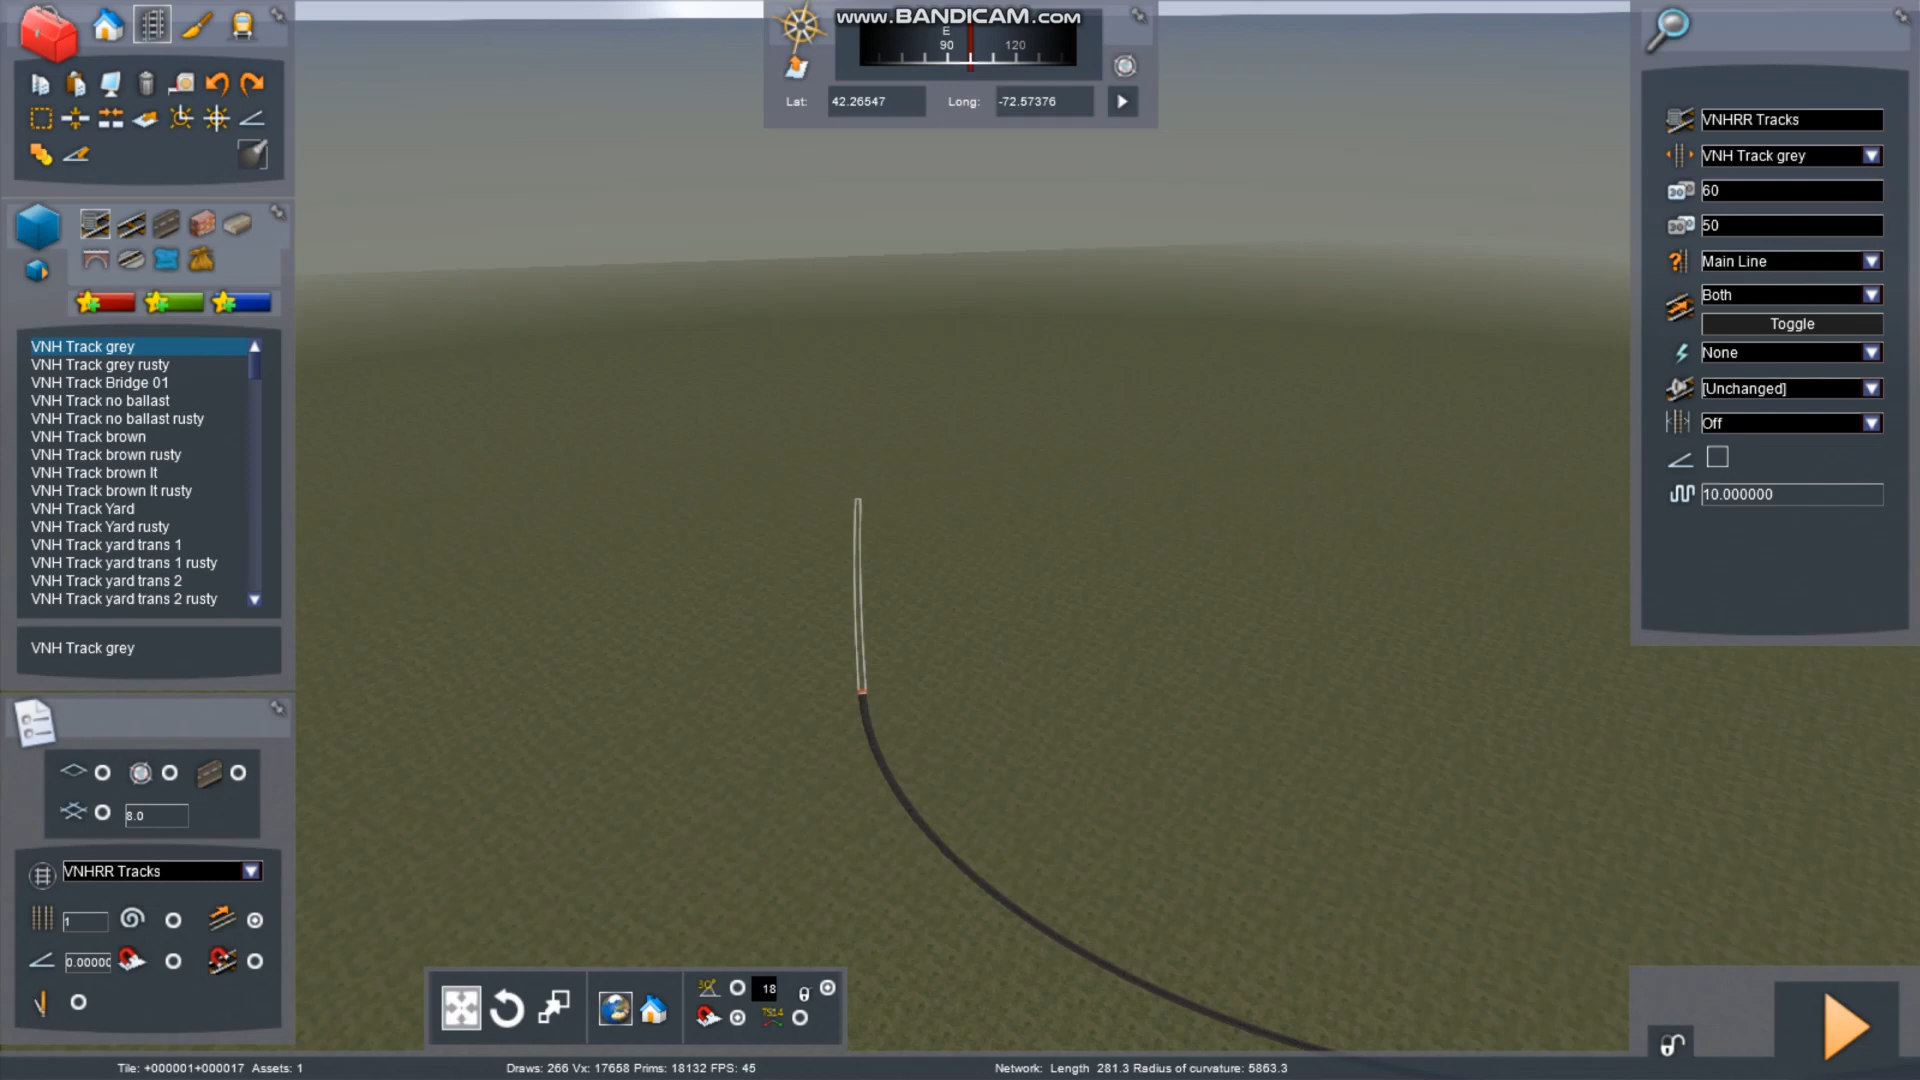 www.BANDICAM.com
E
90
120
Lat:
42.26547
Long:
-72.57376
VNHRR Tracks
VNH Track grey
60
50
Main Line
Both
Toggle
None
[Unchanged]
Off
10.000000
VNH Track grey
VNH Track grey rusty
VNH Track Bridge 01
VNH Track no ballast
VNH Track no ballast rusty
VNH Track brown
VNH Track brown rusty
VNH Track brown lt
VNH Track brown lt rusty
VNH Track Yard
VNH Track Yard rusty
VNH Track yard trans 1
VNH Track yard trans 1 rusty
VNH Track yard trans 2
VNH Track yard trans 2 rusty
VNH Track grey
8.0
VNHRR Tracks
1
0.0000
30°
18
TS14
Tile: +000001+000017 Assets: 1
Draws: 266 Vx: 17658 Prims: 18132 FPS: 45
Network: Length 281.3 Radius of curvature: 5863.3